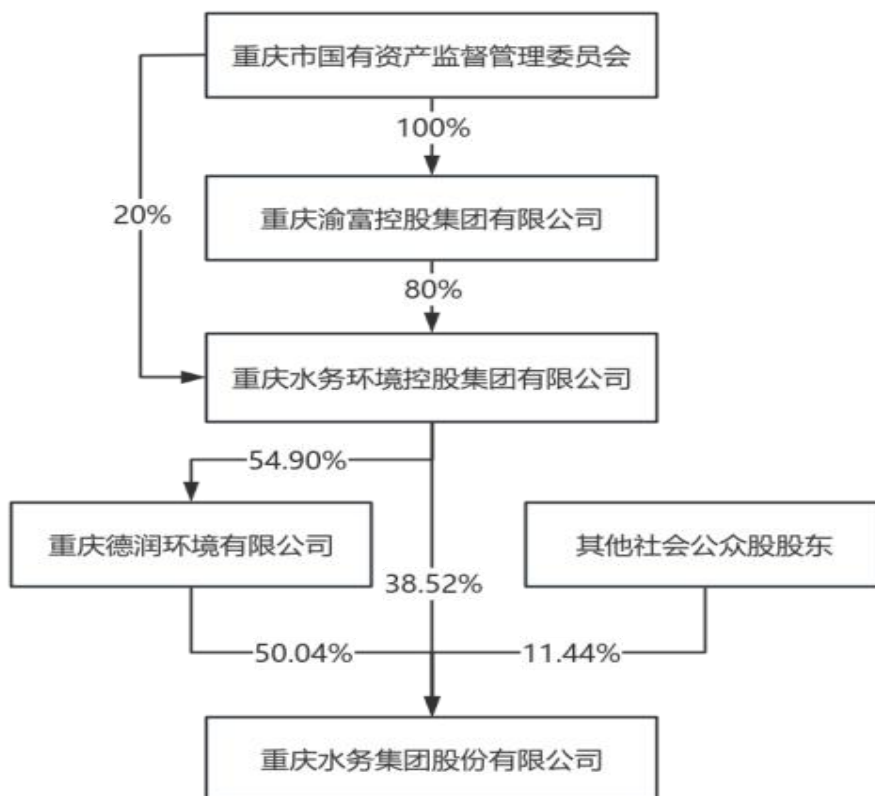 重庆市国有资产监督管理委员会
100%
20%
重庆渝富控股集团有限公司
80%
重庆水务环境控股集团有限公司
54.90%
重庆德润环境有限公司
其他社会公众股股东
38.52%
50.04%
11.44%
重庆水务集团股份有限公司